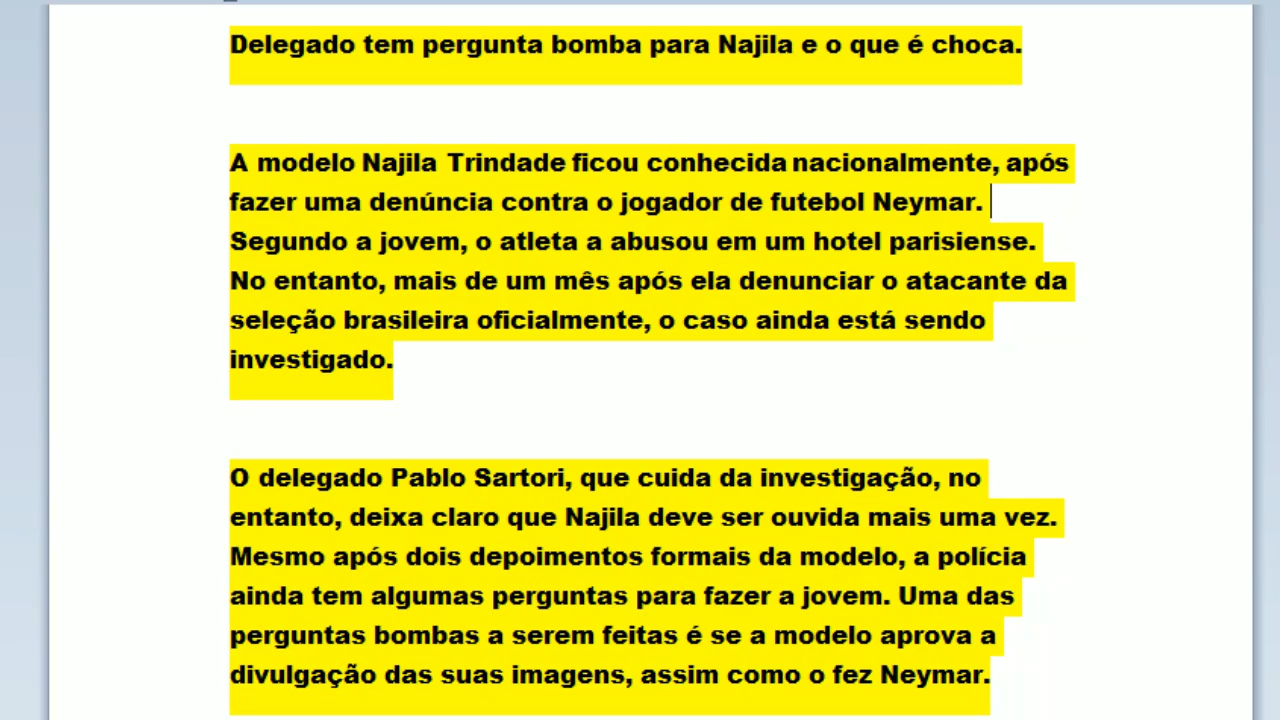 Delegado tem pergunta bomba para Najila e o que é choca.
A modelo Najila Trindade ficou conhecida nacionalmente, após
fazer uma denúncia contra o jogador de futebol Neymar.
Segundo a jovem, o atleta a abusou em um hotel parisiense.
No entanto, mais de um mês após ela denunciar o atacante da
seleção brasileira oficialmente, o caso ainda está sendo
investigado.
O delegado Pablo Sartori, que cuida da investigação, no
entanto, deixa claro que Najila deve ser ouvida mais uma vez.
Mesmo após dois depoimentos formais da modelo, a polícia
ainda tem algumas perguntas para fazer a jovem. Uma das
perguntas bombas a serem feitas é se a modelo aprova a
divulgação das suas imagens, assim como o fez Neymar.